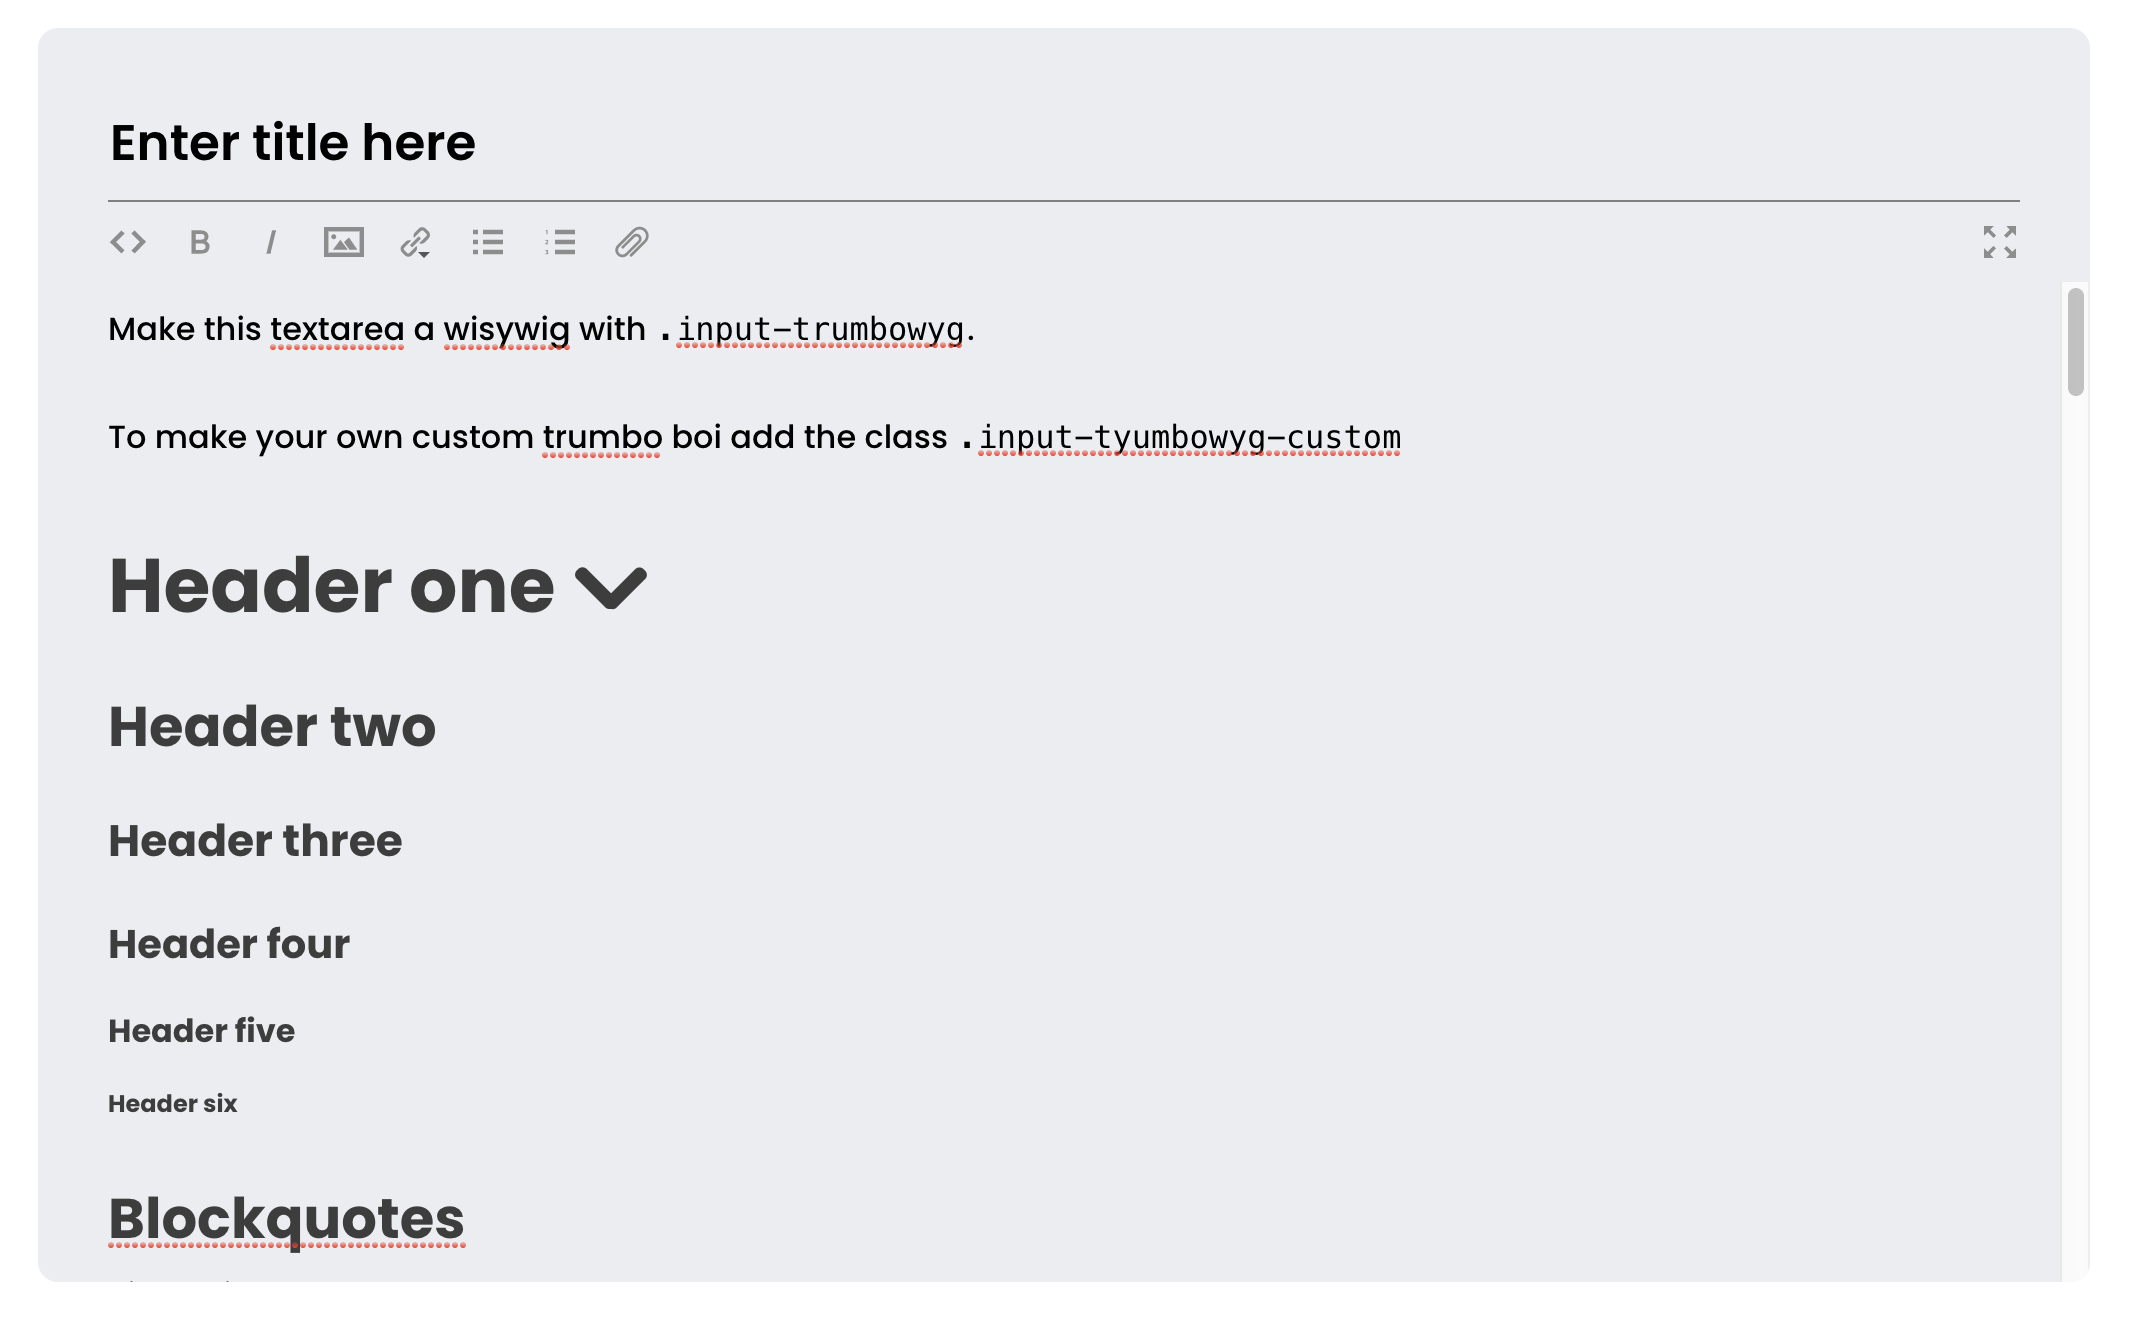 Enter title here
B I
Make this textarea a wisywig with .input-trumbowyg.
To make your own custom trumbo boi add the class .input-tyumbowyg-custom
Header one
Header two
Header three
Header four
Header five
Header six
Blockquotes